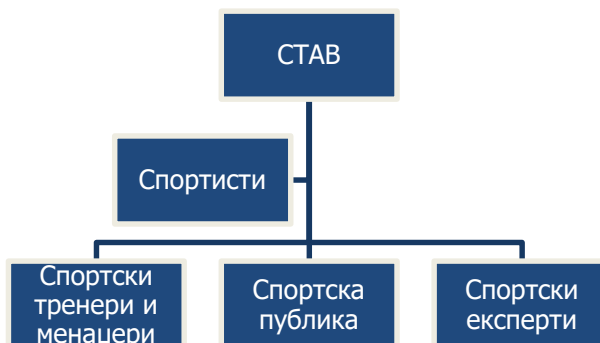 СТАВ
Спортисти
Спортски
тренери и
менаџери
Спортска
публика
Спортски
експерти